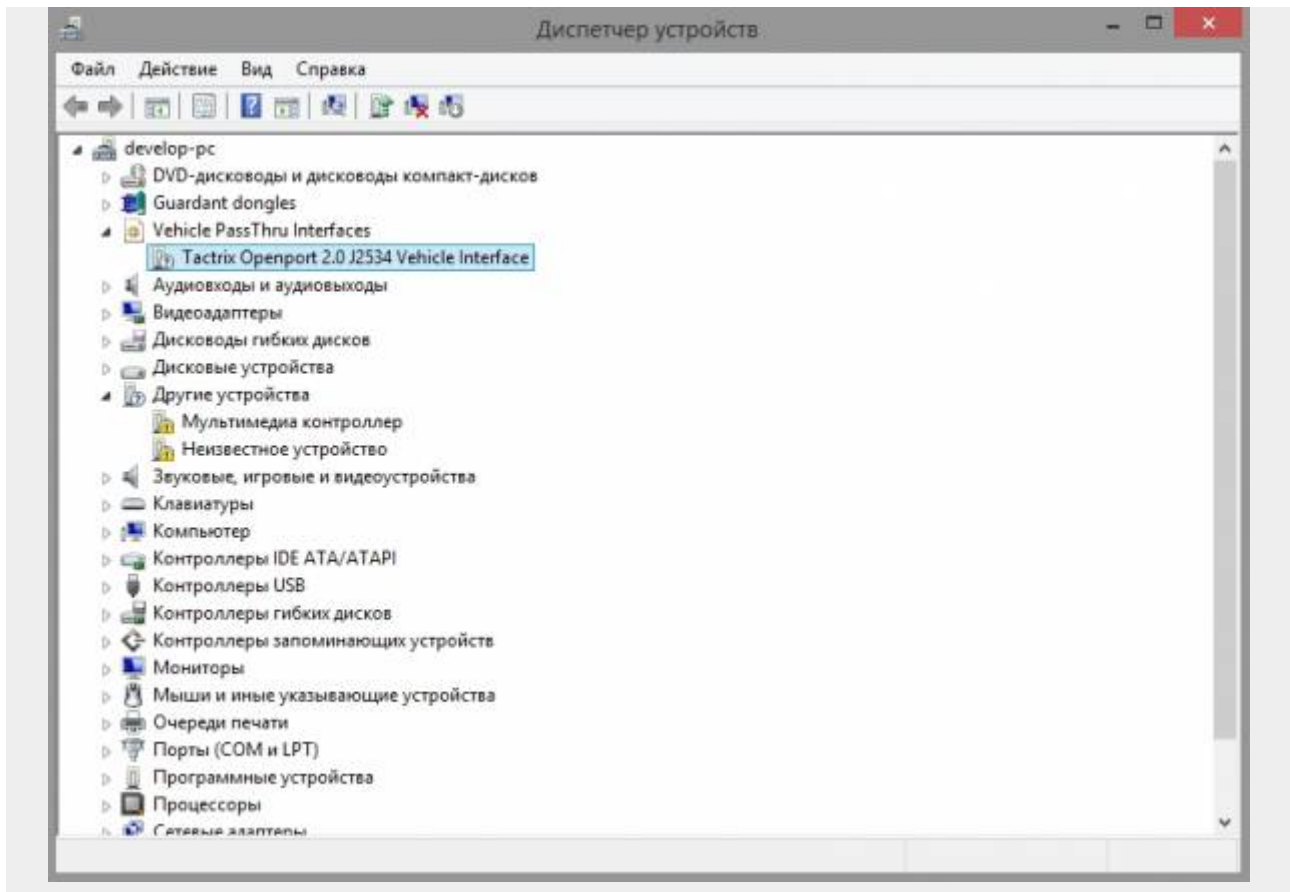 Диспетчер устройств
Файл Действие Вид Справка
develop-pc
DVD-дисководы и дисководы компакт-дисков
Guardant dongles
Vehicle PassThru Interfaces
Tactrix Openport 2.0 J2534 Vehicle Interface
Аудиовходы и аудиовыходы
Видеоадаптеры
Дисководы гибких дисков
Дисковые устройства
Другие устройства
Мультимедиа контроллер
Неизвестное устройство
Звуковые, игровые и видеоустройства
Клавиатуры
Компьютер
Контроллеры IDE ATA/ATAPI
Контроллеры USB
Контроллеры гибких дисков
Контроллеры запоминающих устройств
Мониторы
Мыши и иные указывающие устройства
Очереди печати
Порты (COM и LPT)
Программные устройства
Процессоры
Сетевые адаптеры